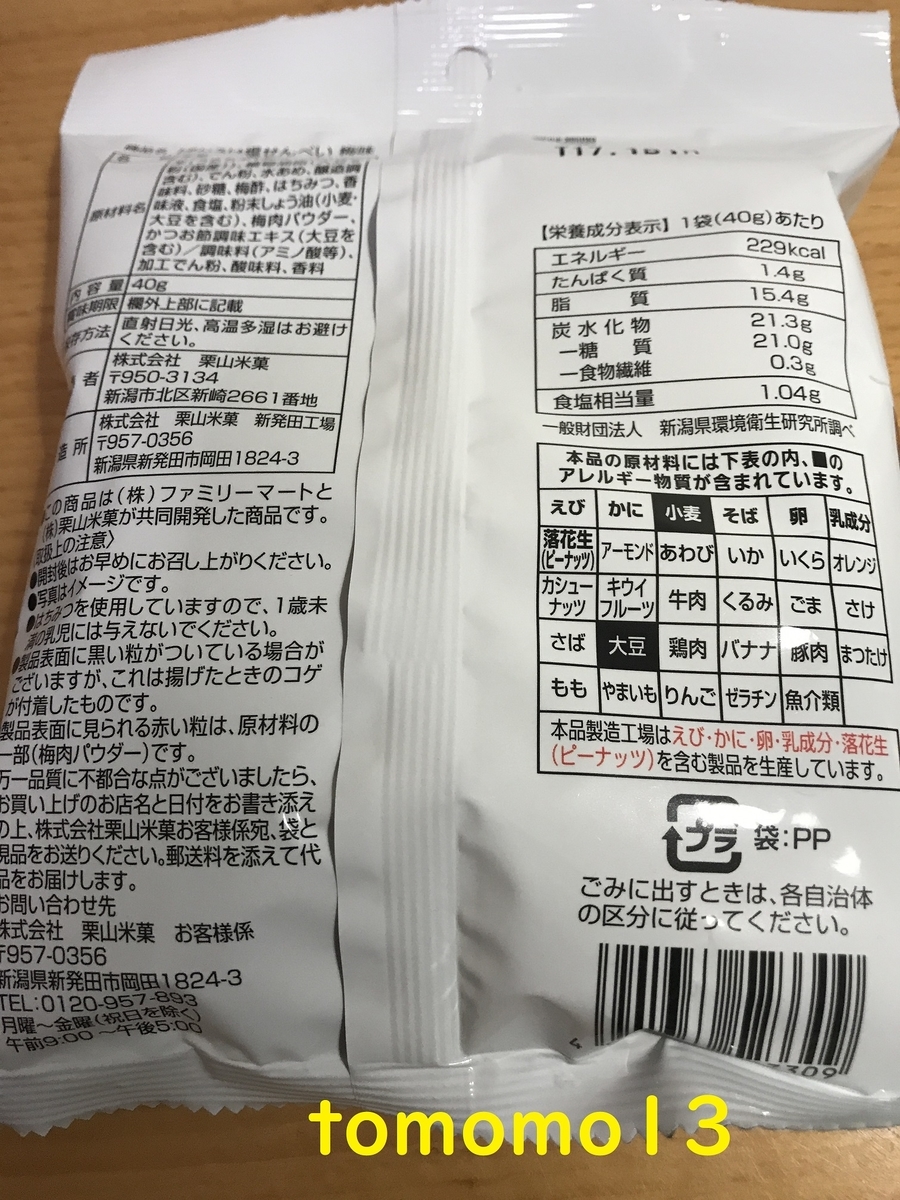 せんべい 梅味
含む)、でん粉、水あめ、醸造調
味料、砂糖、梅酢、はちみつ、香
原材料名
味液、食塩、粉末しょう油(小麦・
大豆を含む)、梅肉パウダー、
かつお節調味エキス(大豆を
含む)/調味料(アミノ酸等)、
加工でん粉、酸味料、香料
内容量 40g
賞味期限 欄外上部に記載
保存方法 直射日光、高温多湿はお避け
ください。
者 株式会社 栗山米菓
〒950-3134
新潟市北区新崎2661番地
造所 株式会社 栗山米菓 新発田工場
〒957-0356
新潟県新発田市岡田1824-3
この商品は(株)ファミリーマートと
(株)栗山米菓が共同開発した商品です。
取扱上の注意〉
●開封後はお早めにお召し上がりください。
●写真はイメージです。
●はちみつを使用していますので、1歳未
満の乳児には与えないでください。
●製品表面に黒い粒がついている場合が
ございますが、これは揚げたときのコゲ
が付着したものです。
製品表面に見られる赤い粒は、原材料の
一部(梅肉パウダー)です。
万一品質に不都合な点がございましたら、
お買い上げのお店名と日付をお書き添え
の上、株式会社栗山米菓お客様係宛、袋と
現品をお送りください。郵送料を添えて代
品をお届けします。
お問い合わせ先
株式会社 栗山米菓 お客様係
〒957-0356
新潟県新発田市岡田1824-3
TEL:0120-957-893
月曜〜金曜(祝日を除く)
午前9:00〜午後5:00
【栄養成分表示】1袋(40g)あたり
エネルギー 229kcal
たんぱく質 1.4g
脂質 15.4g
炭水化物 21.3g
−糖質 21.0g
−食物繊維 0.3g
食塩相当量 1.04g
一般財団法人 新潟県環境衛生研究所調べ
本品の原材料には下表の内、■の
アレルギー物質が含まれています。
えび かに 小麦 そば 卵 乳成分
落花生(ピーナッツ) アーモンド あわび いか いくら オレンジ
カシューナッツ キウイフルーツ 牛肉 くるみ ごま さけ
さば 大豆 鶏肉 バナナ 豚肉 まつたけ
もも やまいも りんご ゼラチン 魚介類
本品製造工場はえび・かに・卵・乳成分・落花生
(ピーナッツ)を含む製品を生産しています。
プラ 袋:PP
ごみに出すときは、各自治体
の区分に従ってください。
tomomo13